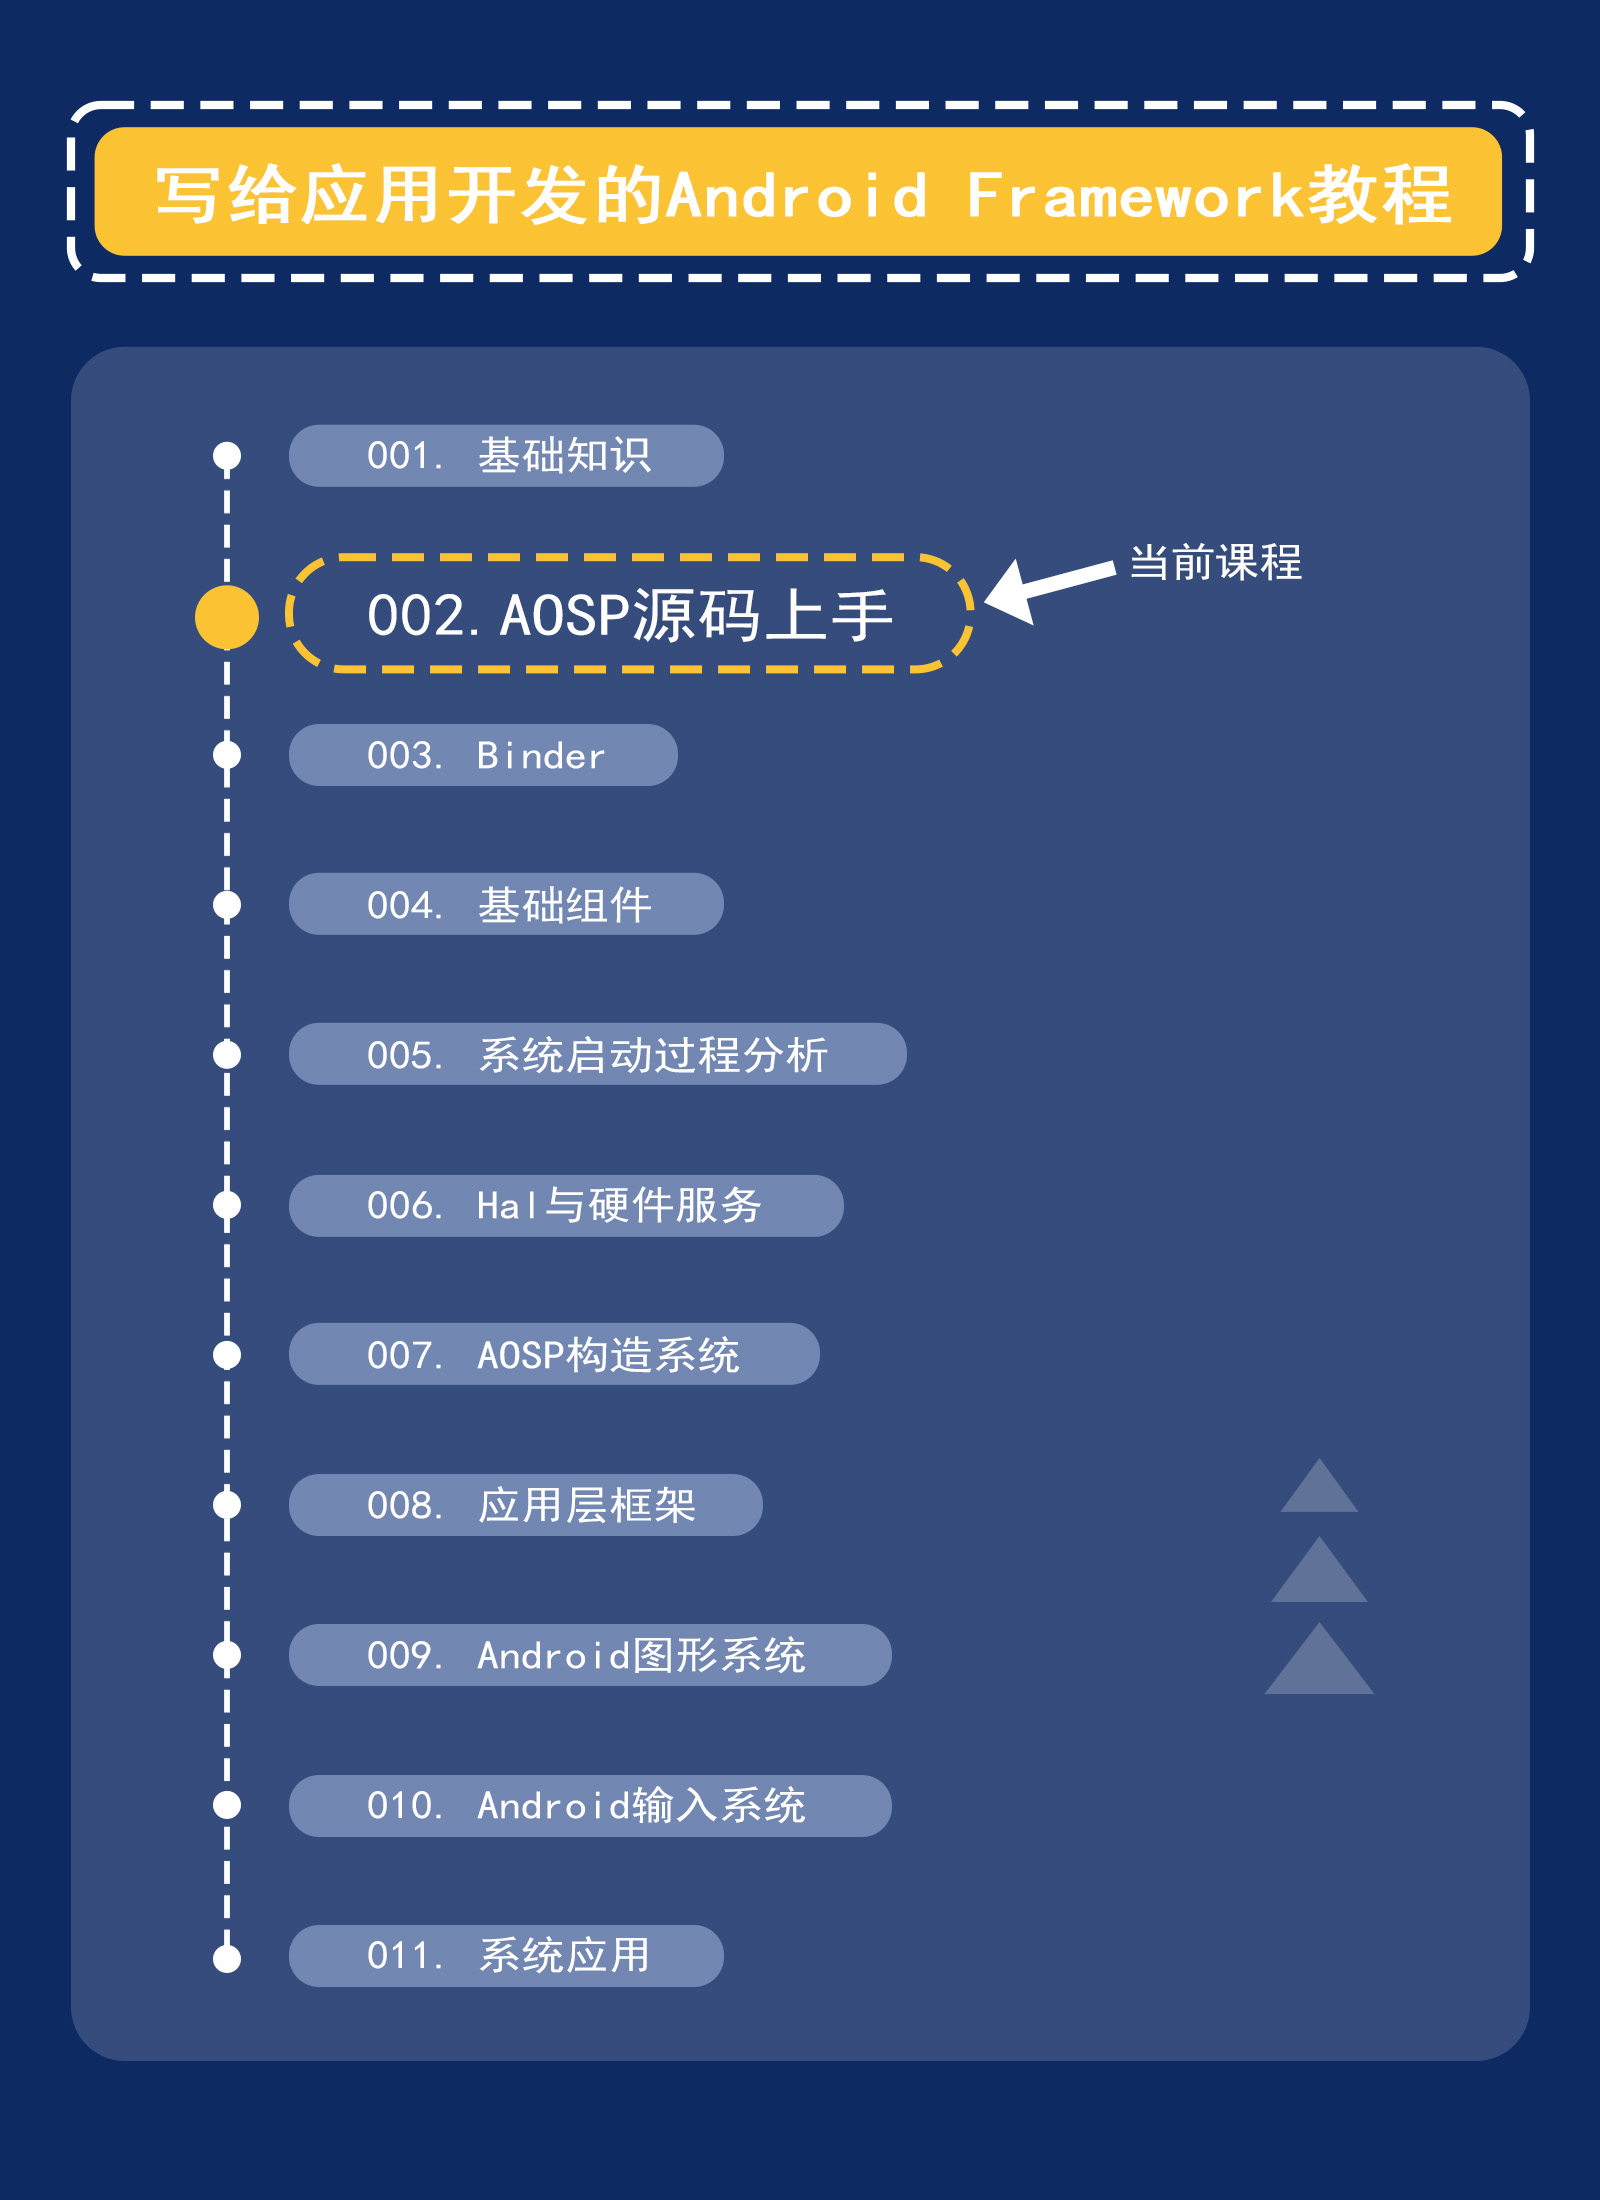 写给应用开发的Android Framework教程
001. 基础知识
当前课程
002.AOSP源码上手
003. Binder
004. 基础组件
005. 系统启动过程分析
006. Hal与硬件服务
007. AOSP构造系统
008. 应用层框架
009. Android图形系统
010. Android输入系统
011. 系统应用